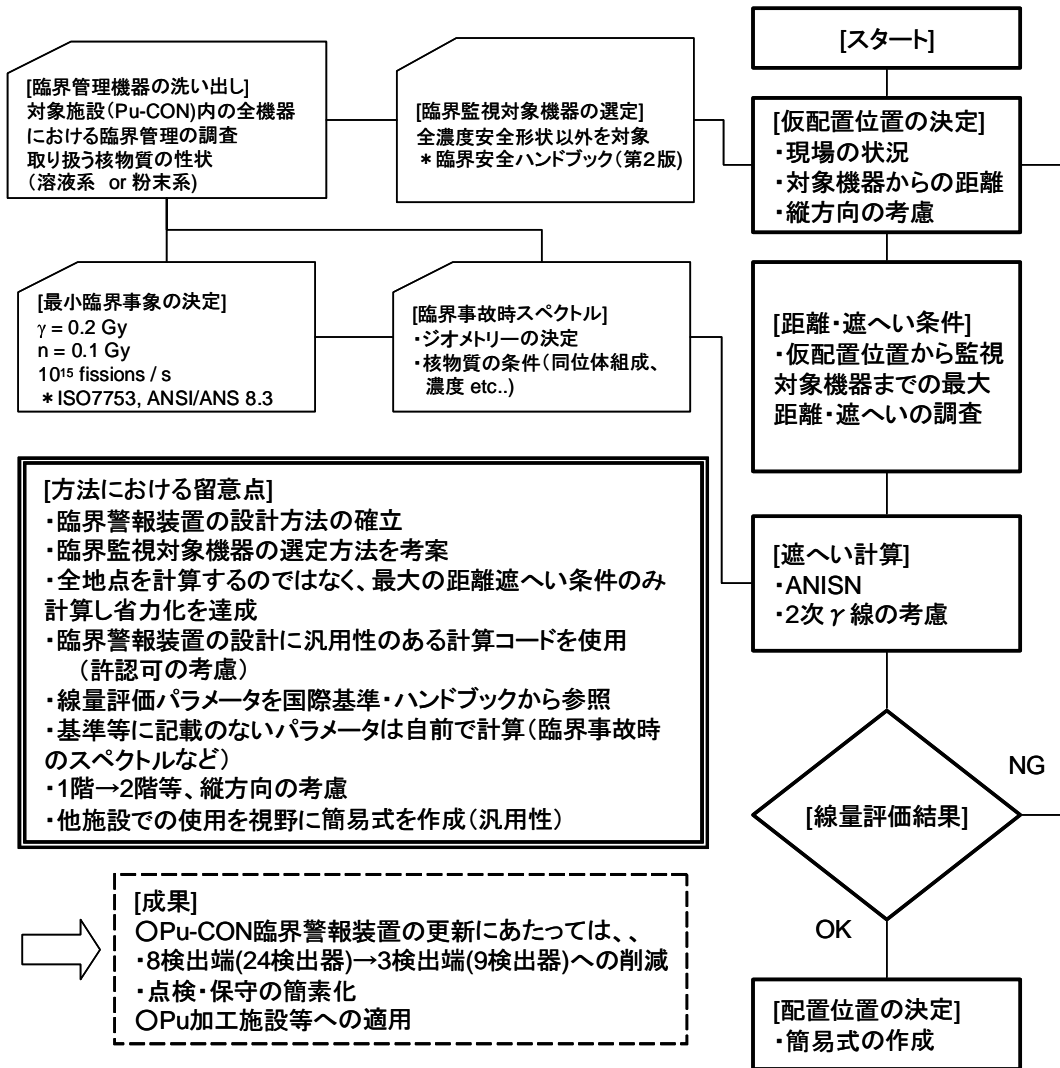 [臨界管理機器の洗い出し]
対象施設(Pu-CON)内の全機器
における臨界管理の調査
取り扱う核物質の性状
(溶液系 or 粉末系)
[臨界監視対象機器の選定]
全濃度安全形状以外を対象
＊臨界安全ハンドブック(第2版)
[スタート]
[仮配置位置の決定]
・現場の状況
・対象機器からの距離
・縦方向の考慮
[最小臨界事象の決定]
γ = 0.2 Gy
n = 0.1 Gy
10¹⁵ fissions / s
＊ISO7753, ANSI/ANS 8.3
[臨界事故時スペクトル]
・ジオメトリーの決定
・核物質の条件(同位体組成、
濃度 etc..)
[距離・遮へい条件]
・仮配置位置から監視
対象機器までの最大
距離・遮へいの調査
[方法における留意点]
・臨界警報装置の設計方法の確立
・臨界監視対象機器の選定方法を考案
・全地点を計算するのではなく、最大の距離遮へい条件のみ
計算し省力化を達成
・臨界警報装置の設計に汎用性のある計算コードを使用
(許認可の考慮)
・線量評価パラメータを国際基準・ハンドブックから参照
・基準等に記載のないパラメータは自前で計算(臨界事故時
のスペクトルなど)
・1階→2階等、縦方向の考慮
・他施設での使用を視野に簡易式を作成(汎用性)
[遮へい計算]
・ANISN
・2次γ線の考慮
NG
[線量評価結果]
OK
[成果]
○Pu-CON臨界警報装置の更新にあたっては、、
・8検出端(24検出器)→3検出端(9検出器)への削減
・点検・保守の簡素化
○Pu加工施設等への適用
[配置位置の決定]
・簡易式の作成